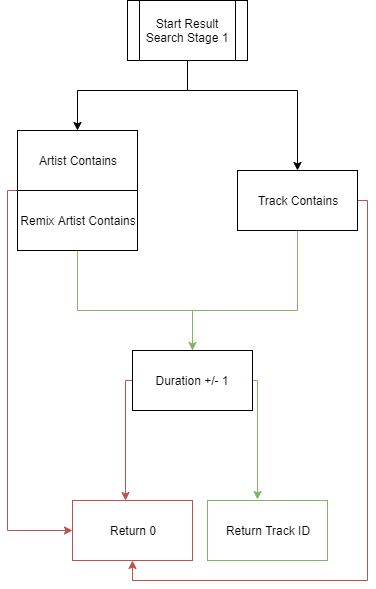 Start Result
Search Stage 1
Artist Contains
Remix Artist Contains
Track Contains
Duration +/- 1
Return 0
Return Track ID